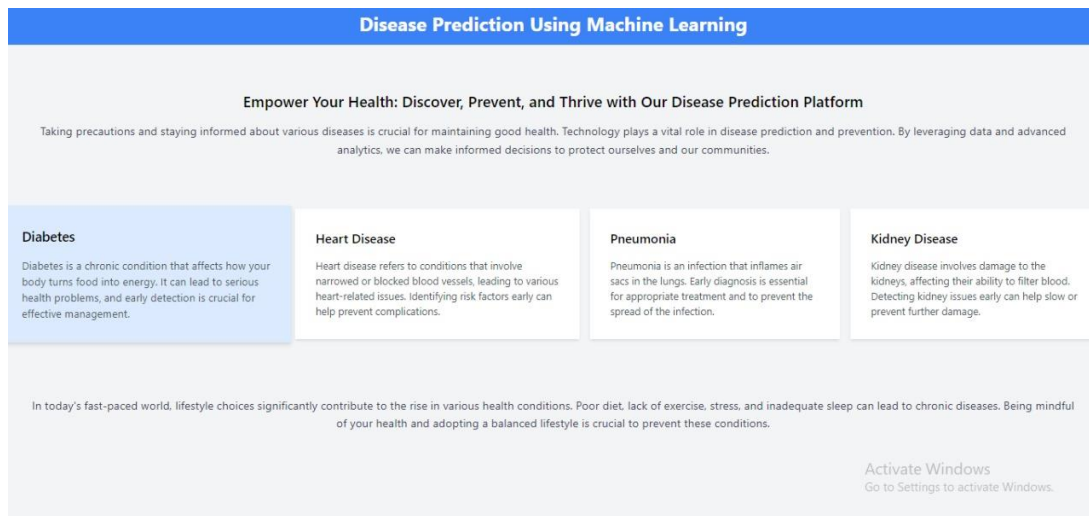 Disease Prediction Using Machine Learning
Empower Your Health: Discover, Prevent, and Thrive with Our Disease Prediction Platform
Taking precautions and staying informed about various diseases is crucial for maintaining good health. Technology plays a vital role in disease prediction and prevention. By leveraging data and advanced
analytics, we can make informed decisions to protect ourselves and our communities.
Diabetes
Diabetes is a chronic condition that affects how your
body turns food into energy. It can lead to serious
health problems, and early detection is crucial for
effective management.
Heart Disease
Heart disease refers to conditions that involve
narrowed or blocked blood vessels, leading to various
heart-related issues. Identifying risk factors early can
help prevent complications.
Pneumonia
Pneumonia is an infection that inflames air
sacs in the lungs. Early diagnosis is essential
for appropriate treatment and to prevent the
spread of the infection.
Kidney Disease
Kidney disease involves damage to the
kidneys, affecting their ability to filter blood.
Detecting kidney issues early can help slow or
prevent further damage.
In today's fast-paced world, lifestyle choices significantly contribute to the rise in various health conditions. Poor diet, lack of exercise, stress, and inadequate sleep can lead to chronic diseases. Being mindful
of your health and adopting a balanced lifestyle is crucial to prevent these conditions.
Activate Windows
Go to Settings to activate Windows.